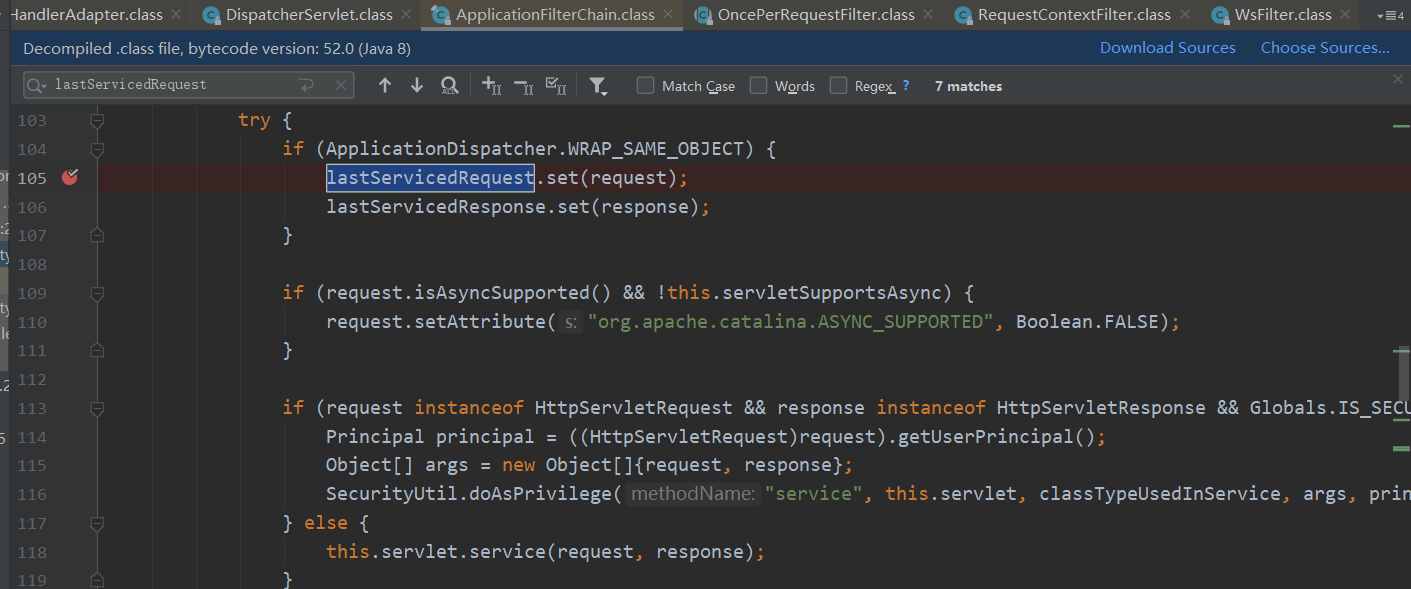 HandlerAdapter.class DispatcherServlet.class ApplicationFilterChain.class OncePerRequestFilter.class RequestContextFilter.class WsFilter.class 4
Decompiled .class file, bytecode version: 52.0 (Java 8) Download Sources Choose Sources...
lastServicedRequest Match Case Words Regex ? 7 matches
103 try {
104 if (ApplicationDispatcher.WRAP_SAME_OBJECT) {
105 lastServicedRequest.set(request);
106 lastServicedResponse.set(response);
107 }
108
109 if (request.isAsyncSupported() && !this.servletSupportsAsync) {
110 request.setAttribute( s: "org.apache.catalina.ASYNC_SUPPORTED", Boolean.FALSE);
111 }
112
113 if (request instanceof HttpServletRequest && response instanceof HttpServletResponse && Globals.IS_SECU
114 Principal principal = ((HttpServletRequest)request).getUserPrincipal();
115 Object[] args = new Object[]{request, response};
116 SecurityUtil.doAsPrivilege( methodName: "service", this.servlet, classTypeUsedInService, args, prin
117 } else {
118 this.servlet.service(request, response);
119 }